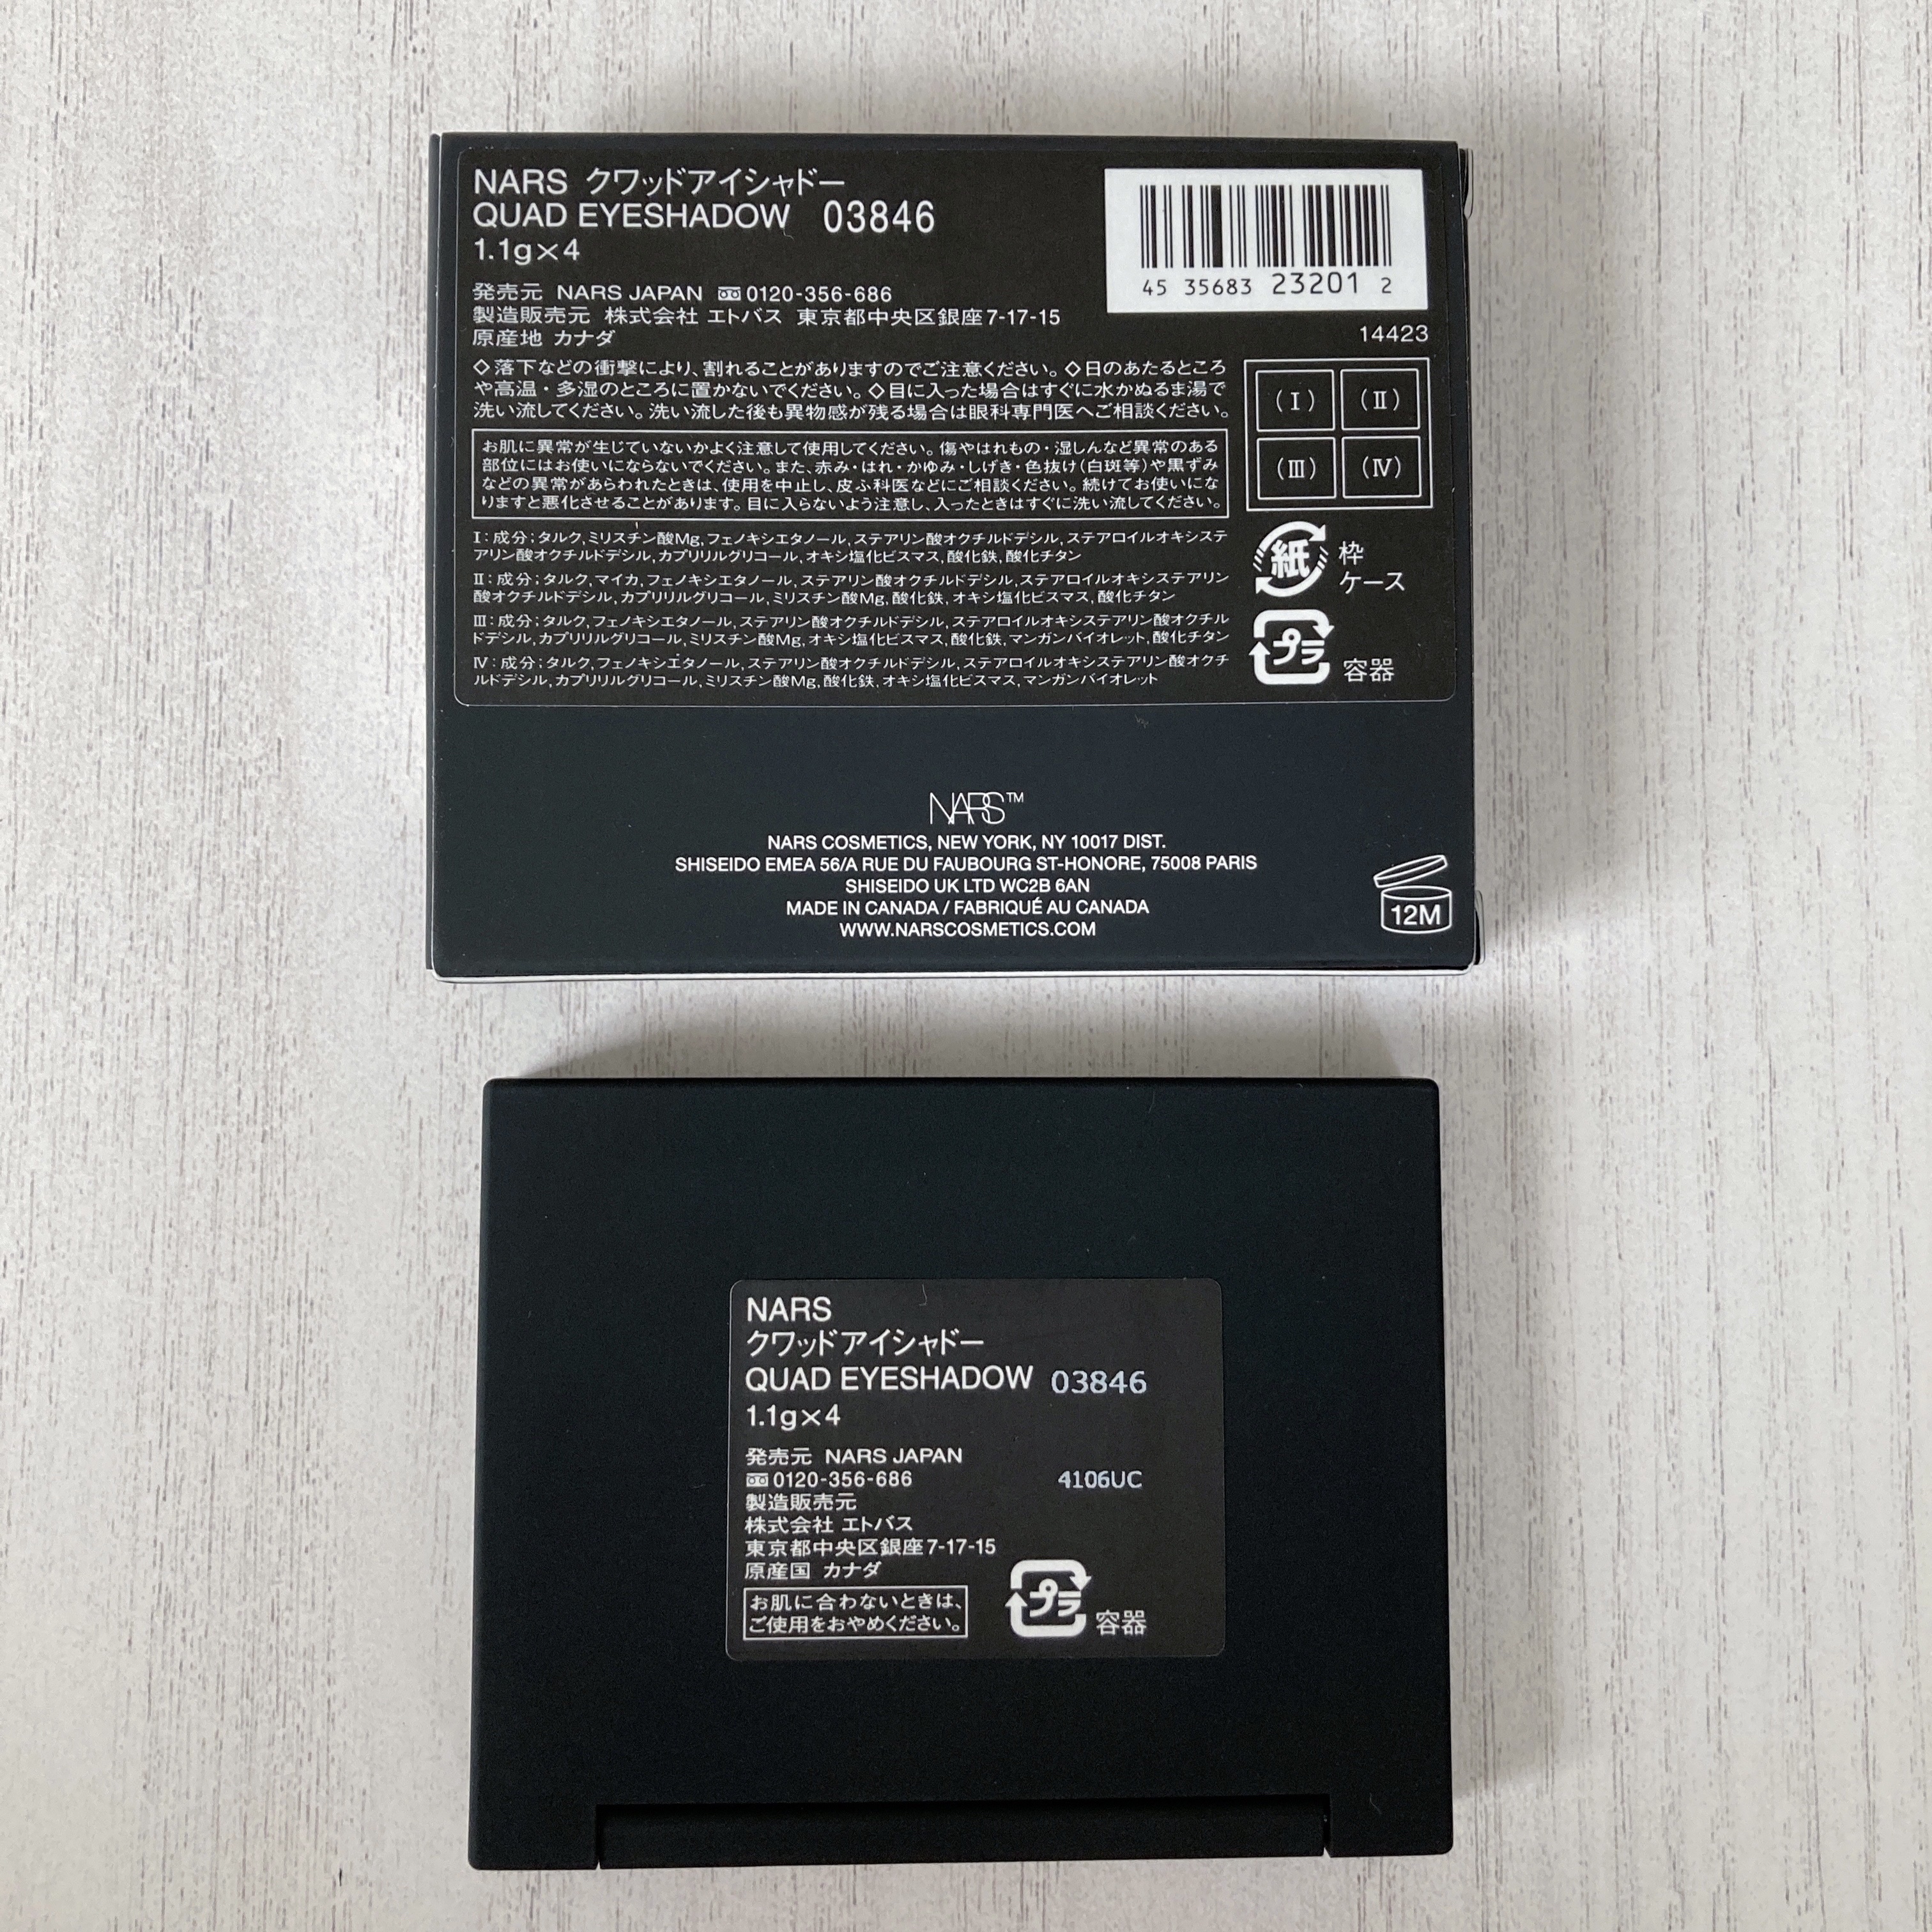 NARS クワッドアイシャドー
QUAD EYESHADOW 03846
1.1g×4
45 35683 23201 2
14423
発売元 NARS JAPAN 0120-356-686
製造販売元 株式会社 エトバス 東京都中央区銀座7-17-15
原産地 カナダ
◇落下などの衝撃により、割れることがありますのでご注意ください。◇日のあたるところ
や高温・多湿のところに置かないでください。◇目に入った場合はすぐに水かぬるま湯で
洗い流してください。洗い流した後も異物感が残る場合は眼科専門医へご相談ください。
お肌に異常が生じていないかよく注意して使用してください。傷やはれもの・湿しんなど異常のある
部位にはお使いにならないでください。また、赤み・はれ・かゆみ・しげき・色抜け(白斑等)や黒ずみ
などの異常があらわれたときは、使用を中止し、皮ふ科医などにご相談ください。続けてお使いにな
りますと悪化させることがあります。目に入らないよう注意し、入ったときはすぐに洗い流してください。
(Ⅰ) (Ⅱ)
(Ⅲ) (Ⅳ)
Ⅰ:成分;タルク,ミリスチン酸Mg,フェノキシエタノール,ステアリン酸オクチルドデシル,ステアロイルオキシステ
アリン酸オクチルドデシル,カプリリルグリコール,オキシ塩化ビスマス,酸化鉄,酸化チタン
Ⅱ:成分;タルク,マイカ,フェノキシエタノール,ステアリン酸オクチルドデシル,ステアロイルオキシステアリン
酸オクチルドデシル,カプリリルグリコール,ミリスチン酸Mg,酸化鉄,オキシ塩化ビスマス,酸化チタン
Ⅲ:成分;タルク,フェノキシエタノール,ステアリン酸オクチルドデシル,ステアロイルオキシステアリン酸オクチル
ドデシル,カプリリルグリコール,ミリスチン酸Mg,オキシ塩化ビスマス,酸化鉄,マンガンバイオレット,酸化チタン
Ⅳ:成分;タルク,フェノキシエタノール,ステアリン酸オクチルドデシル,ステアロイルオキシステアリン酸オクチ
ルドデシル,カプリリルグリコール,ミリスチン酸Mg,酸化鉄,オキシ塩化ビスマス,マンガンバイオレット
紙 枠
ケース
プラ 容器
NARS™
NARS COSMETICS, NEW YORK, NY 10017 DIST.
SHISEIDO EMEA 56/A RUE DU FAUBOURG ST-HONORE, 75008 PARIS
SHISEIDO UK LTD WC2B 6AN
MADE IN CANADA / FABRIQUÉ AU CANADA
WWW.NARSCOSMETICS.COM
12M
NARS
クワッドアイシャドー
QUAD EYESHADOW 03846
1.1g×4
発売元 NARS JAPAN
0120-356-686 4106UC
製造販売元
株式会社 エトバス
東京都中央区銀座7-17-15
原産国 カナダ
お肌に合わないときは、
ご使用をおやめください。
プラ 容器